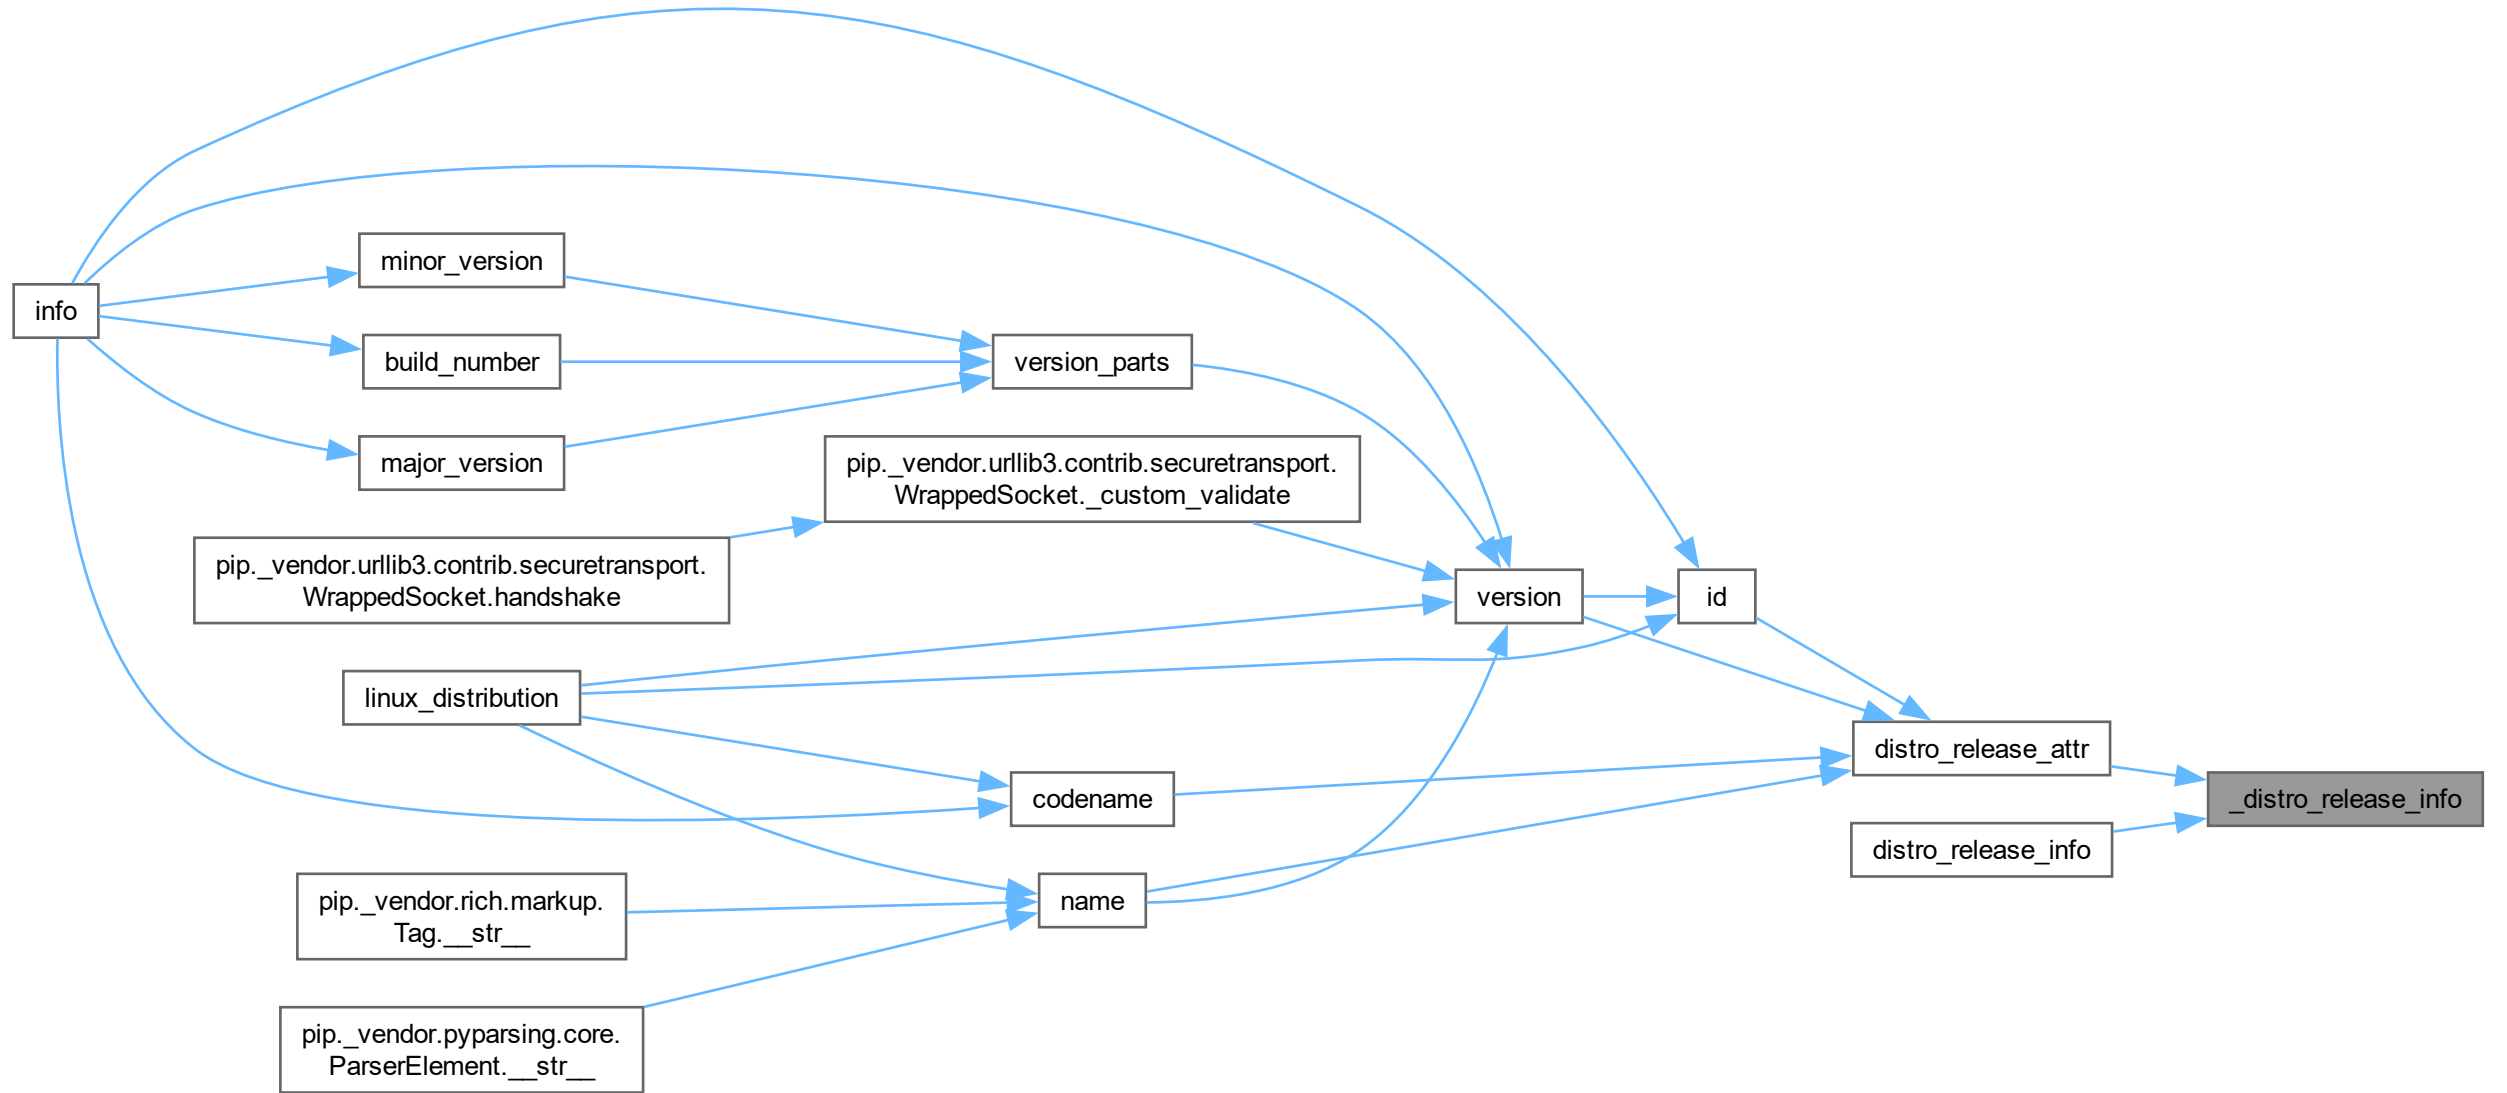 minor_version
info
build_number
version_parts
major_version
pip._vendor.urllib3.contrib.securetransport.
WrappedSocket._custom_validate
pip._vendor.urllib3.contrib.securetransport.
WrappedSocket.handshake
version
id
linux_distribution
distro_release_attr
codename
_distro_release_info
distro_release_info
name
pip._vendor.rich.markup.
Tag.__str__
pip._vendor.pyparsing.core.
ParserElement.__str__